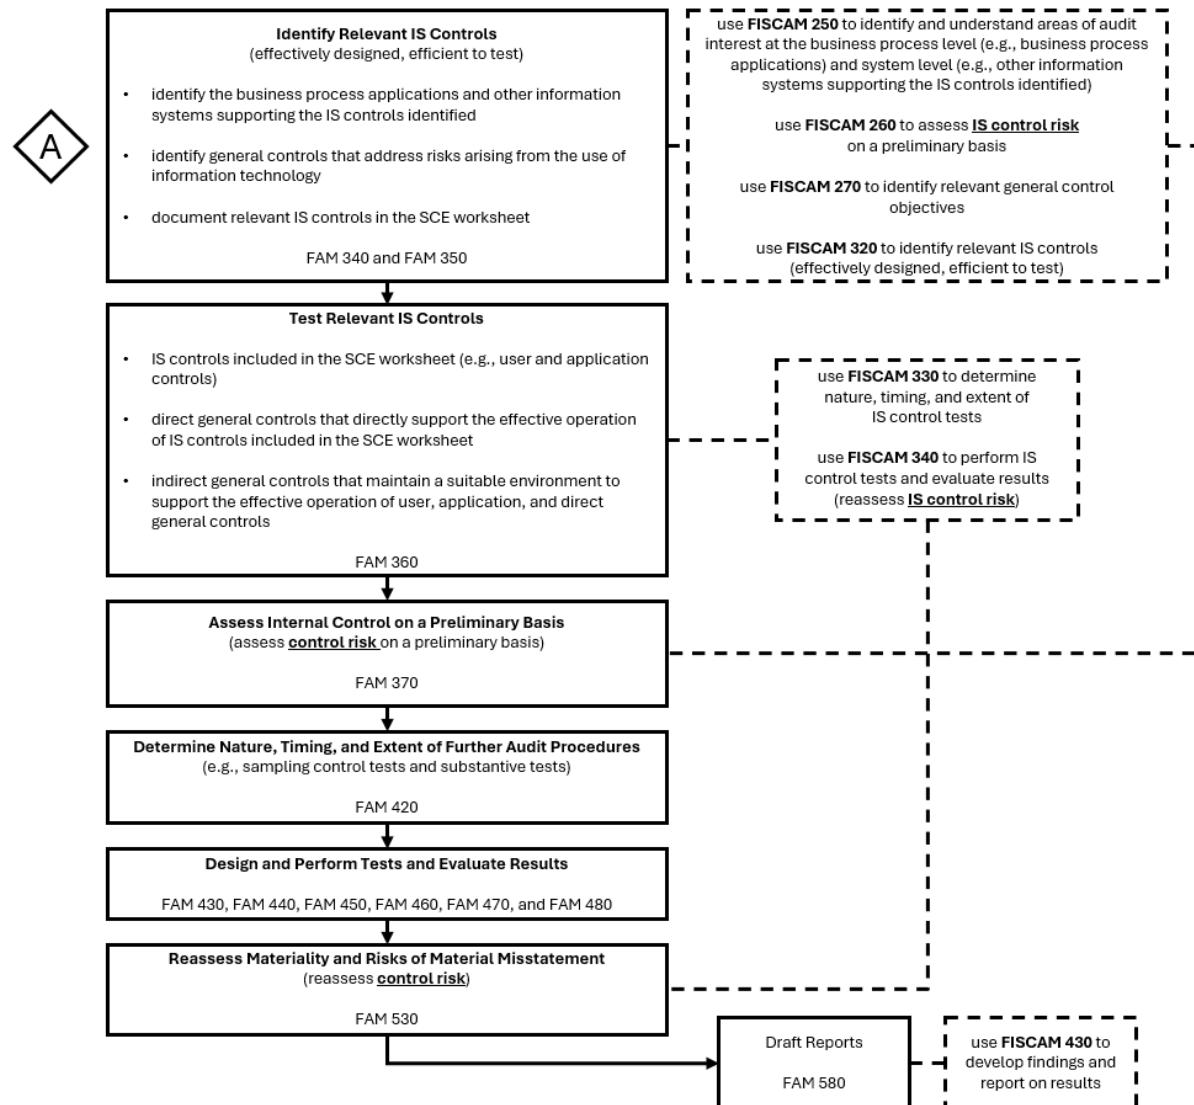 A
Identify Relevant IS Controls
(effectively designed, efficient to test)
• identify the business process applications and other information
systems supporting the IS controls identified
• identify general controls that address risks arising from the use of
information technology
• document relevant IS controls in the SCE worksheet
FAM 340 and FAM 350
use FISCAM 250 to identify and understand areas of audit
interest at the business process level (e.g., business process
applications) and system level (e.g., other information
systems supporting the IS controls identified)
use FISCAM 260 to assess IS control risk
on a preliminary basis
use FISCAM 270 to identify relevant general control
objectives
use FISCAM 320 to identify relevant IS controls
(effectively designed, efficient to test)
Test Relevant IS Controls
• IS controls included in the SCE worksheet (e.g., user and application
controls)
• direct general controls that directly support the effective operation
of IS controls included in the SCE worksheet
• indirect general controls that maintain a suitable environment to
support the effective operation of user, application, and direct
general controls
FAM 360
use FISCAM 330 to determine
nature, timing, and extent of
IS control tests
use FISCAM 340 to perform IS
control tests and evaluate results
(reassess IS control risk)
Assess Internal Control on a Preliminary Basis
(assess control risk on a preliminary basis)
FAM 370
Determine Nature, Timing, and Extent of Further Audit Procedures
(e.g., sampling control tests and substantive tests)
FAM 420
Design and Perform Tests and Evaluate Results
FAM 430, FAM 440, FAM 450, FAM 460, FAM 470, and FAM 480
Reassess Materiality and Risks of Material Misstatement
(reassess control risk)
FAM 530
Draft Reports
FAM 580
use FISCAM 430 to
develop findings and
report on results